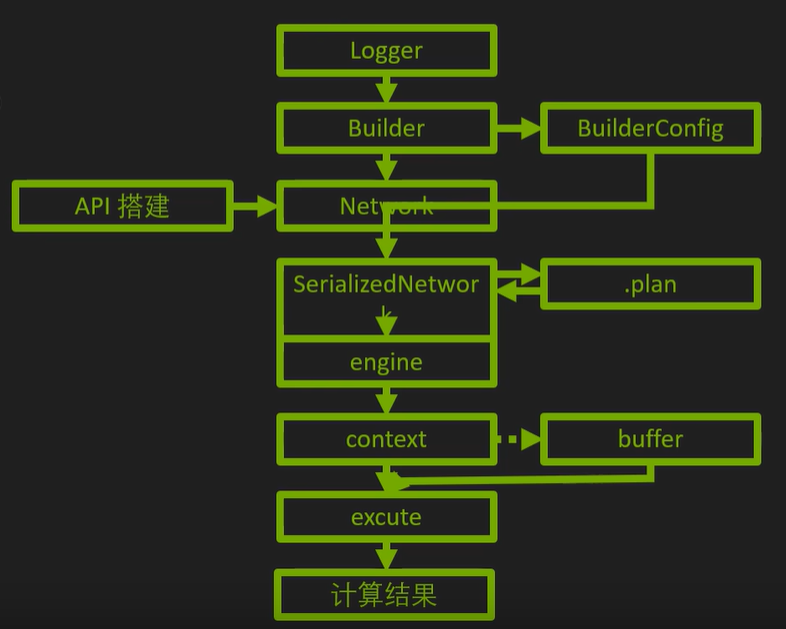 Logger
Builder
BuilderConfig
API 搭建
Network
SerializedNetwor
k
.plan
engine
context
buffer
excute
计算结果